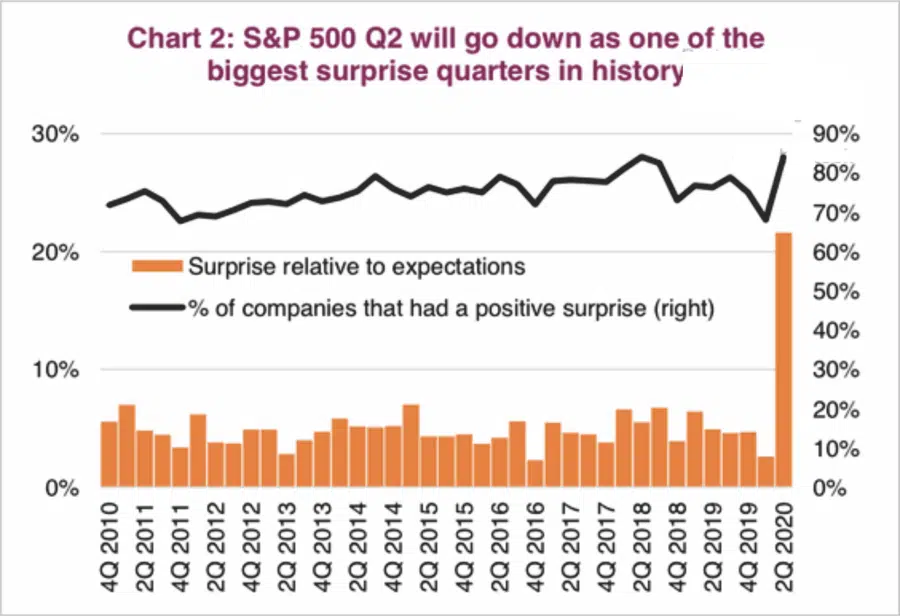 Chart 2: S&P 500 Q2 will go down as one of the
biggest surprise quarters in history
30%
90%
80%
70%
20%
60%
Surprise relative to expectations
50%
% of companies that had a positive surprise (right)
40%
10%
30%
20%
10%
0%
0%
4Q 2010
2Q 2011
4Q 2011
2Q 2012
4Q 2012
2Q 2013
4Q 2013
2Q 2014
4Q 2014
2Q 2015
4Q 2015
2Q 2016
4Q 2016
2Q 2017
4Q 2017
2Q 2018
4Q 2018
2Q 2019
4Q 2019
2Q 2020